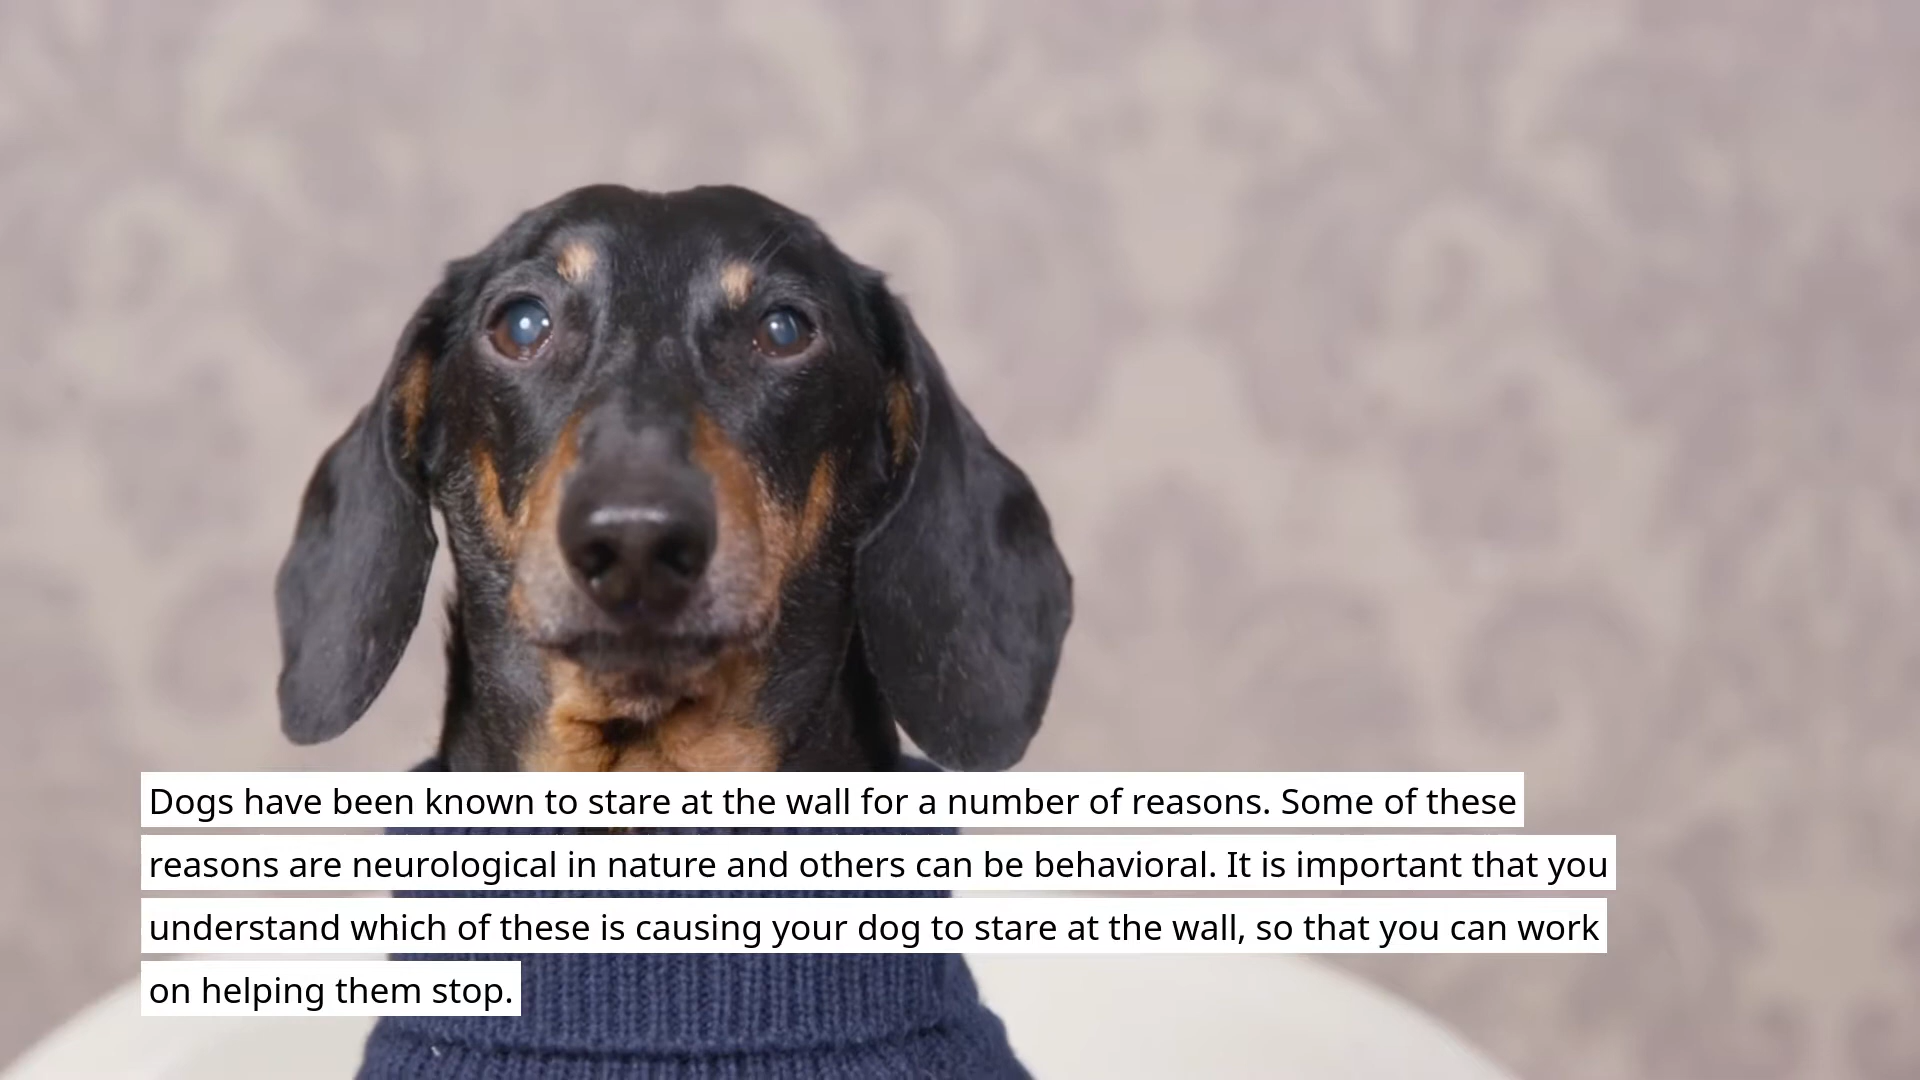 Dogs have been known to stare at the wall for a number of reasons. Some of these
reasons are neurological in nature and others can be behavioral. It is important that you
understand which of these is causing your dog to stare at the wall, so that you can work
on helping them stop.